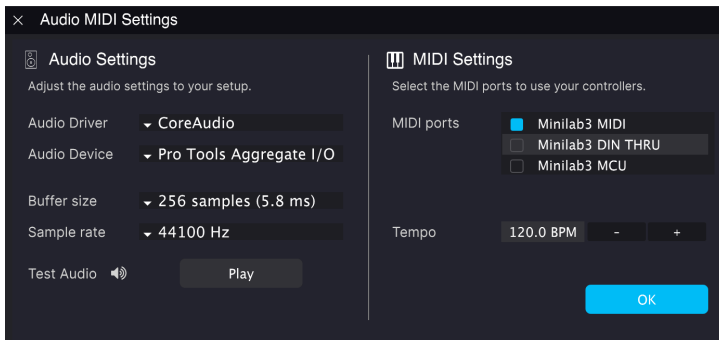 Audio MIDI Settings
Audio Settings
Adjust the audio settings to your setup.
Audio Driver CoreAudio
Audio Device Pro Tools Aggregate I/O
Buffer size 256 samples (5.8 ms)
Sample rate 44100 Hz
Test Audio Play
MIDI Settings
Select the MIDI ports to use your controllers.
MIDI ports Minilab3 MIDI
Minilab3 DIN THRU
Minilab3 MCU
Tempo 120.0 BPM - +
OK